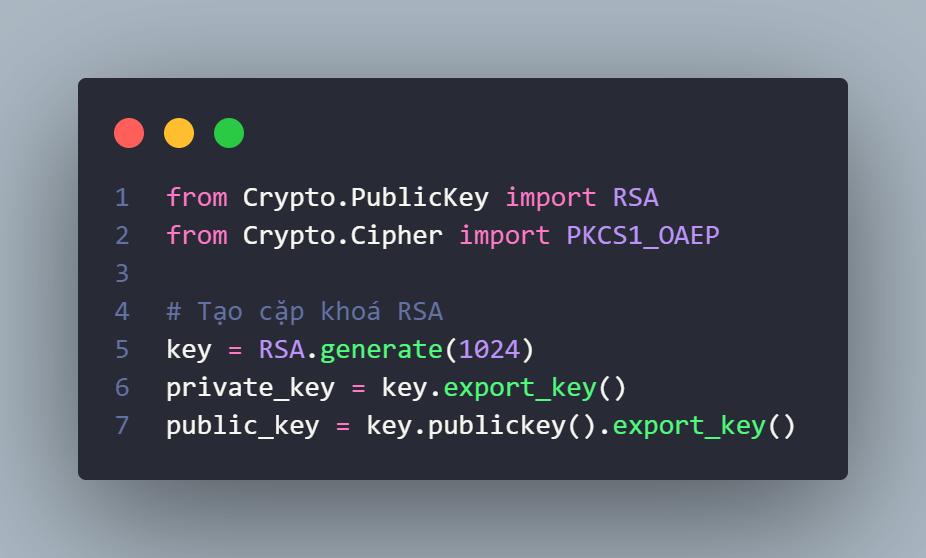 1 from Crypto.PublicKey import RSA
2 from Crypto.Cipher import PKCS1_OAEP
3
4 # Tạo cặp khoá RSA
5 key = RSA.generate(1024)
6 private_key = key.export_key()
7 public_key = key.publickey().export_key()